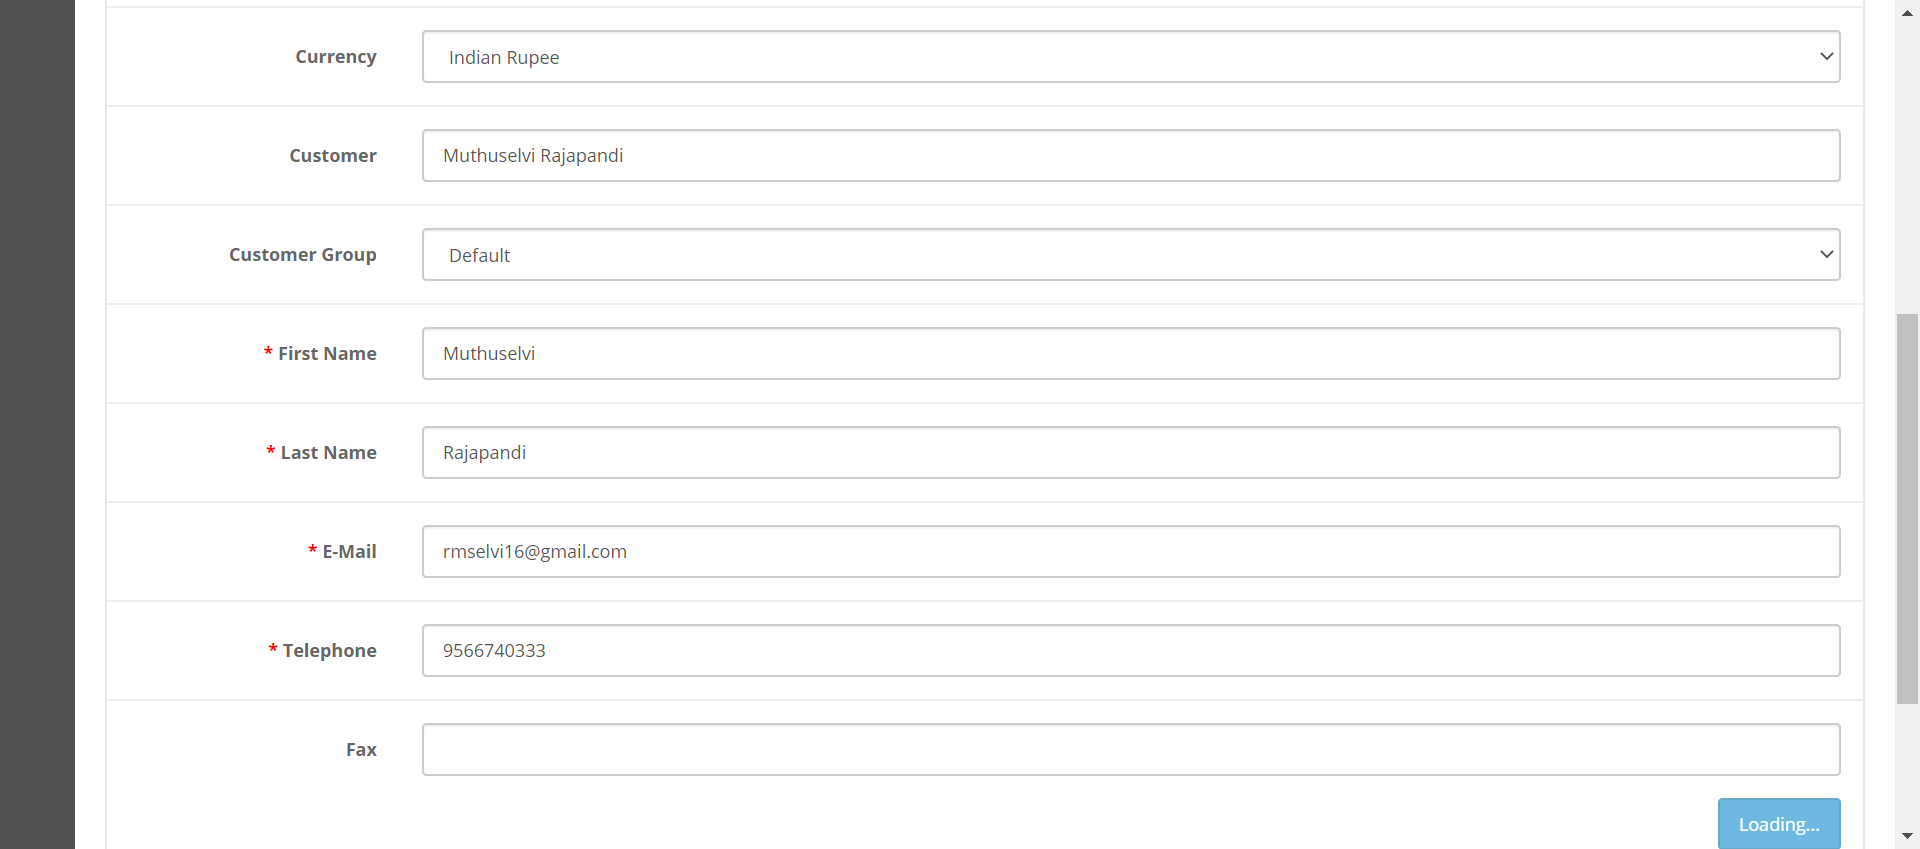 Currency
Indian Rupee
Customer
Muthuselvi Rajapandi
Customer Group
Default
* First Name
Muthuselvi
* Last Name
Rajapandi
* E-Mail
rmselvi16@gmail.com
* Telephone
9566740333
Fax
Loading...